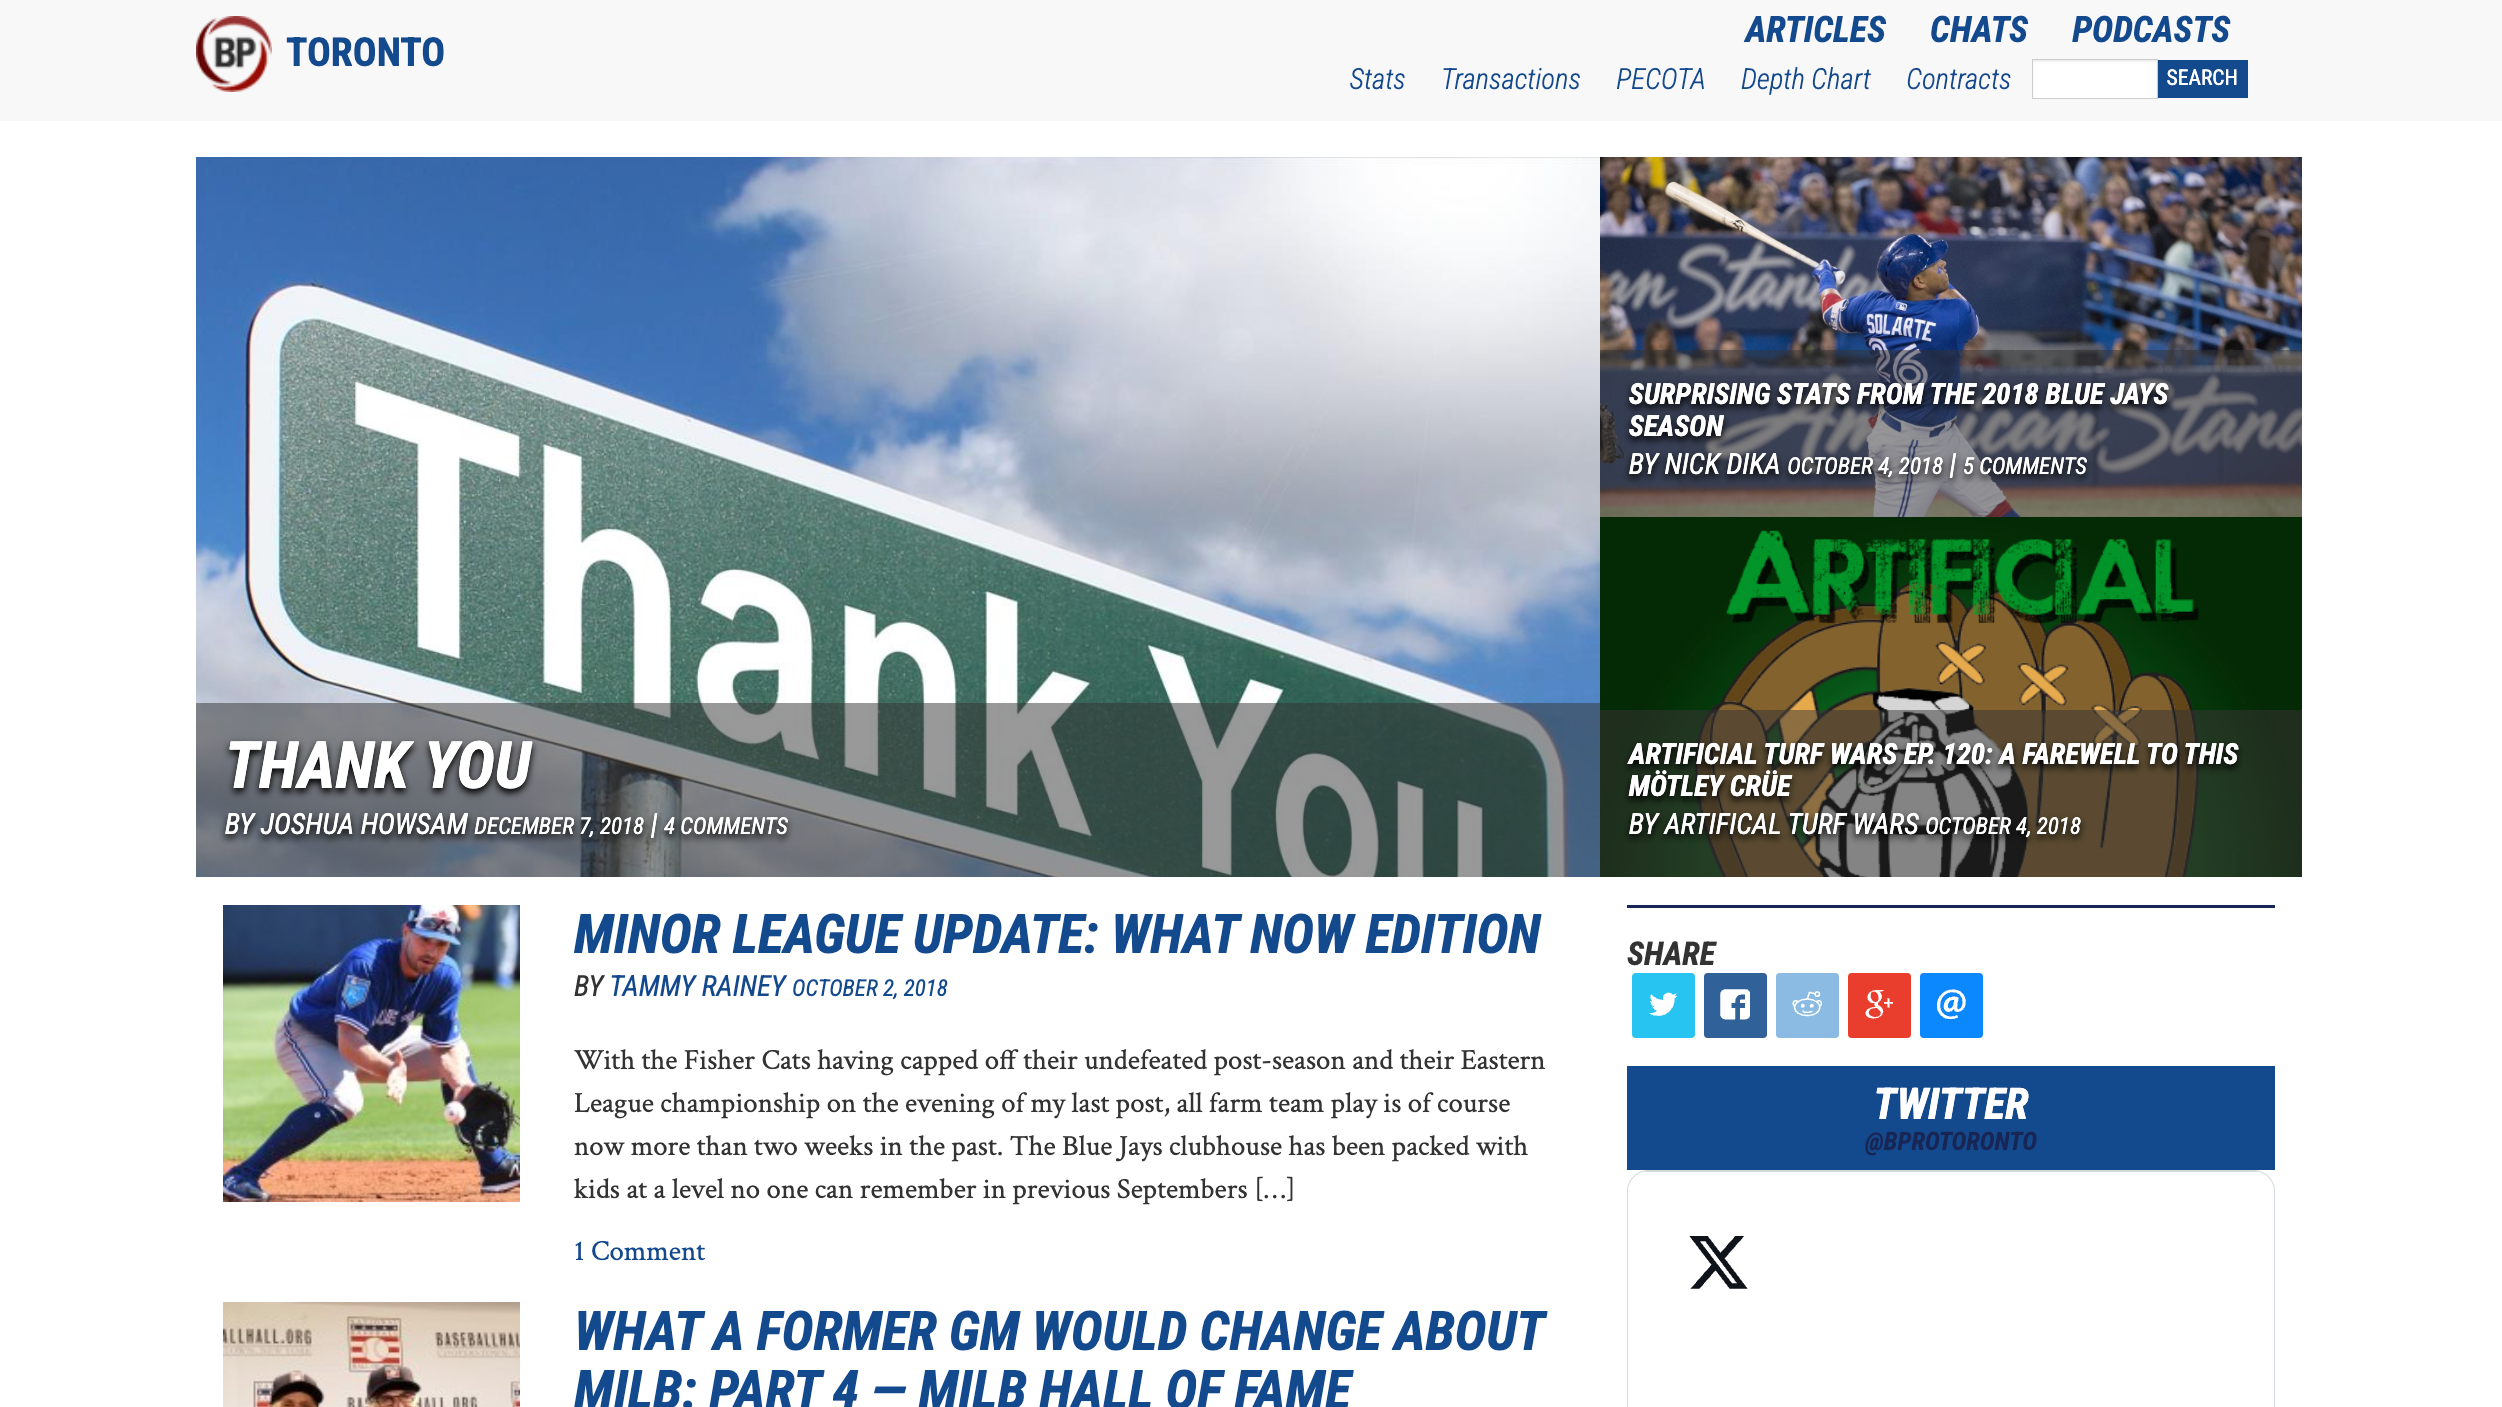 BP TORONTO
ARTICLES CHATS PODCASTS
Stats Transactions PECOTA Depth Chart Contracts SEARCH
Thank You
THANK YOU
BY JOSHUA HOWSAM DECEMBER 7, 2018 | 4 COMMENTS
an Standa
SOLARTE
26
American Stand
SURPRISING STATS FROM THE 2018 BLUE JAYS
SEASON
BY NICK DIKA OCTOBER 4, 2018 | 5 COMMENTS
ARTIFICIAL
ARTIFICIAL TURF WARS EP. 120: A FAREWELL TO THIS
MÖTLEY CRÜE
BY ARTIFICAL TURF WARS OCTOBER 4, 2018
MINOR LEAGUE UPDATE: WHAT NOW EDITION
BY TAMMY RAINEY OCTOBER 2, 2018
With the Fisher Cats having capped off their undefeated post-season and their Eastern
League championship on the evening of my last post, all farm team play is of course
now more than two weeks in the past. The Blue Jays clubhouse has been packed with
kids at a level no one can remember in previous Septembers […]
1 Comment
ALLHALL.ORG
BASEBALLHAL
WHAT A FORMER GM WOULD CHANGE ABOUT
MILB: PART 4 – MILB HALL OF FAME
SHARE
g+ @
TWITTER
@BPROTORONTO
X